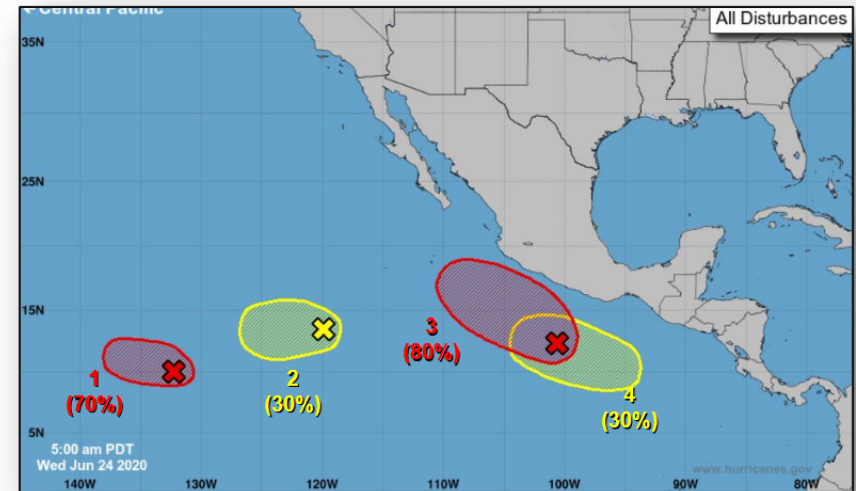 ← Central Pacific
All Disturbances
35N
25N
15N
5N
1
(70%)
2
(30%)
3
(80%)
4
(30%)
5:00 am PDT
Wed Jun 24 2020
www.hurricanes.gov
140W 130W 120W 110W 100W 90W 80W